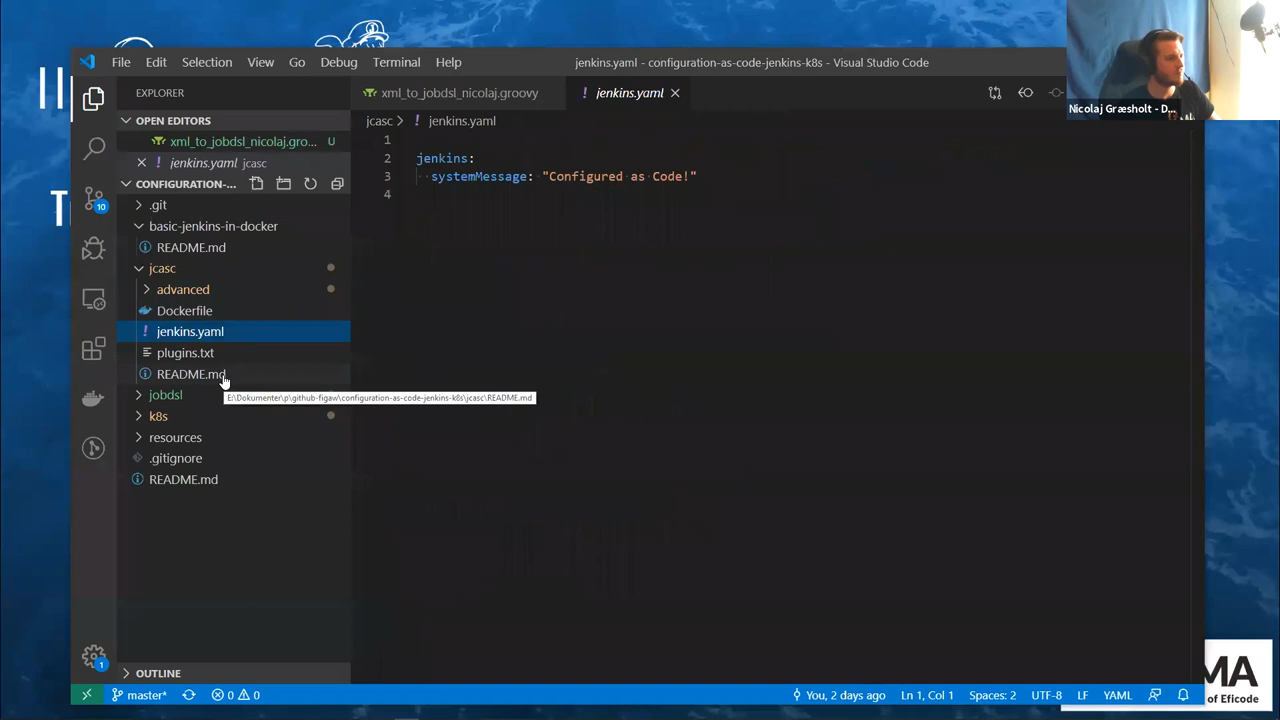 File Edit Selection View Go Debug Terminal Help
jenkins.yaml - configuration-as-code-jenkins-k8s - Visual Studio Code
Nicolaj Græsholt - D...
EXPLORER
OPEN EDITORS
xml_to_jobdsl_nicolaj.gro... U
jenkins.yaml jcasc
CONFIGURATION-...
.git
basic-jenkins-in-docker
README.md
jcasc
advanced
Dockerfile
jenkins.yaml
plugins.txt
README.md
E:\Dokumenter\p\github-figaw\configuration-as-code-jenkins-k8s\jcasc\README.md
jobdsl
k8s
resources
.gitignore
README.md
OUTLINE
10
1
xml_to_jobdsl_nicolaj.groovy
! jenkins.yaml
jcasc > ! jenkins.yaml
1
2 jenkins:
3 systemMessage: "Configured as Code!"
4
master* 0 0
You, 2 days ago Ln 1, Col 1 Spaces: 2 UTF-8 LF YAML
MA
of Eficode